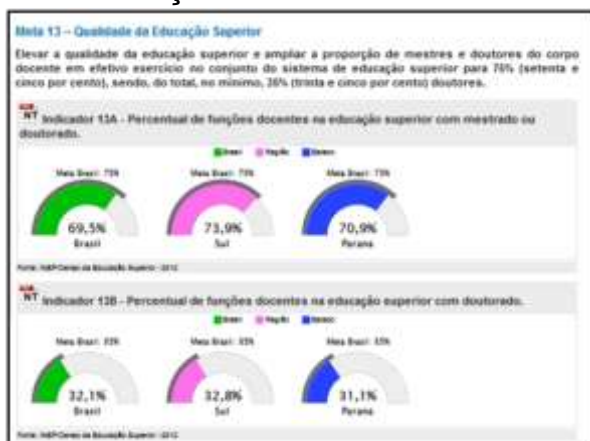 Meta 13 – Qualidade da Educação Superior
Elevar a qualidade da educação superior e ampliar a proporção de mestres e doutores do corpo
docente em efetivo exercício no conjunto do sistema de educação superior para 75% (setenta e
cinco por cento), sendo, do total, no mínimo, 35% (trinta e cinco por cento) doutores.
NT Indicador 13A - Percentual de funções docentes na educação superior com mestrado ou
doutorado.
Brasil Região Estado
Meta Brasil: 75% Meta Brasil: 75% Meta Brasil: 75%
69,5% 73,9% 70,9%
Brasil Sul Paraná
Fonte: INEP/Censo da Educação Superior - 2012
NT Indicador 13B - Percentual de funções docentes na educação superior com doutorado.
Brasil Região Estado
Meta Brasil: 35% Meta Brasil: 35% Meta Brasil: 35%
32,1% 32,8% 31,1%
Brasil Sul Paraná
Fonte: INEP/Censo da Educação Superior - 2012